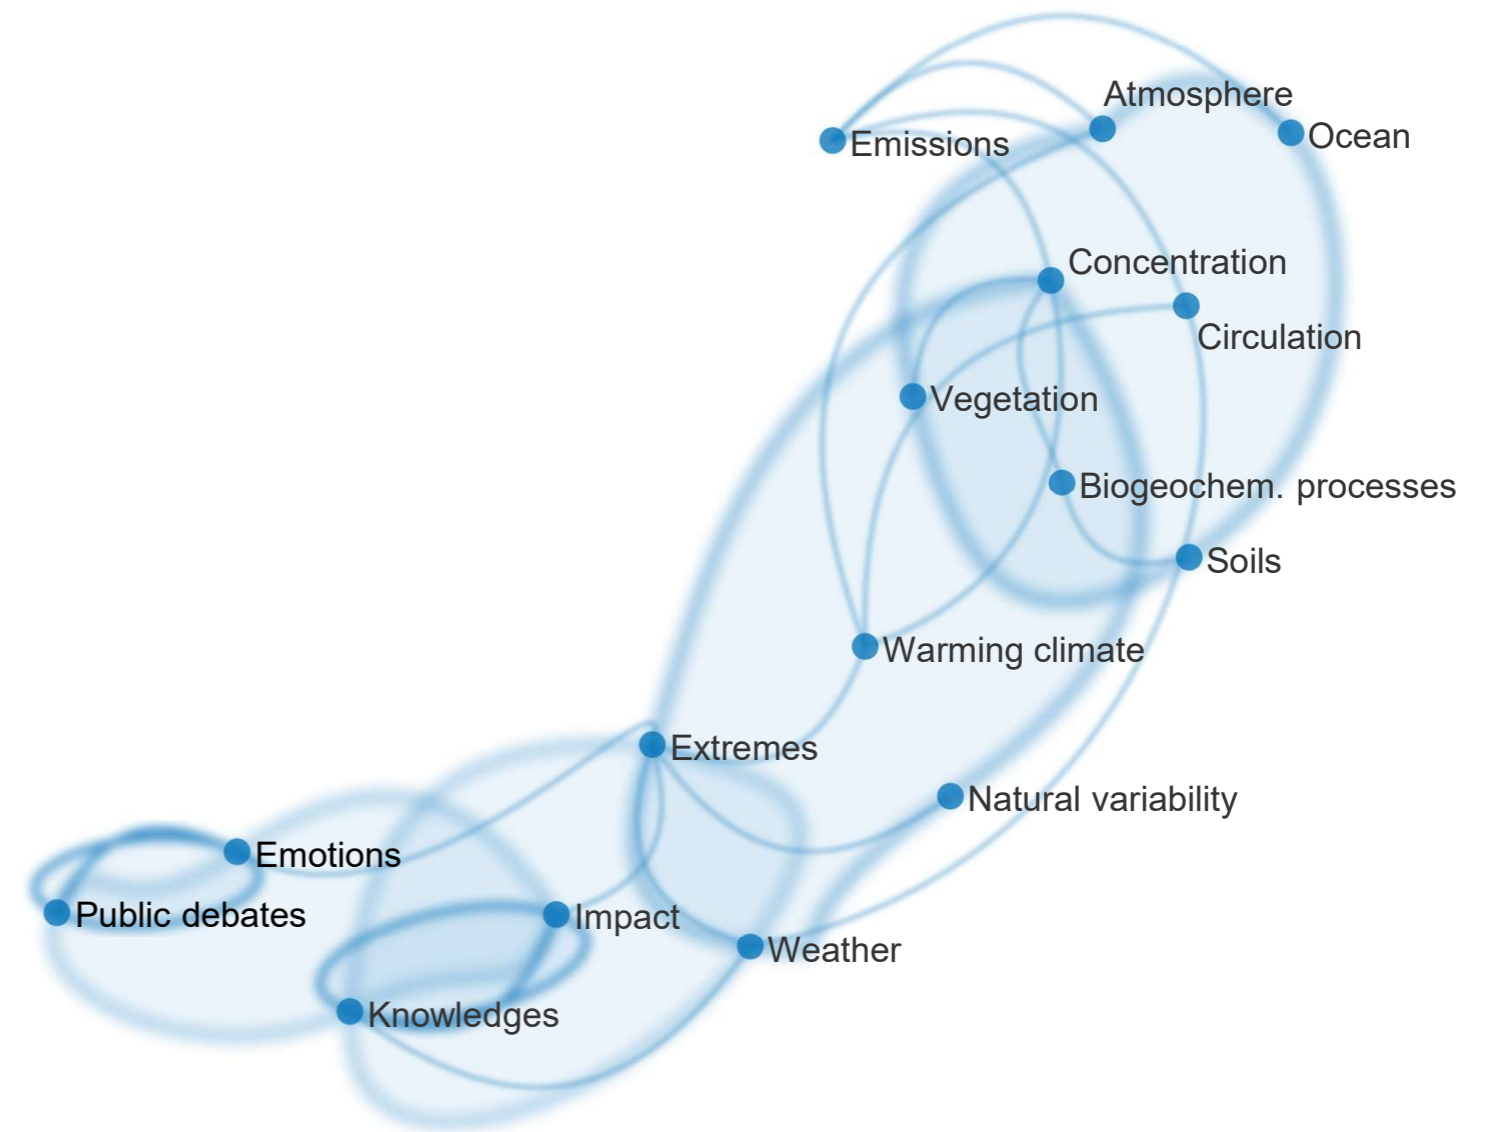 Atmosphere
Ocean
Emissions
Concentration
Circulation
Vegetation
Biogeochem. processes
Soils
Warming climate
Extremes
Natural variability
Emotions
Public debates
Impact
Weather
Knowledges